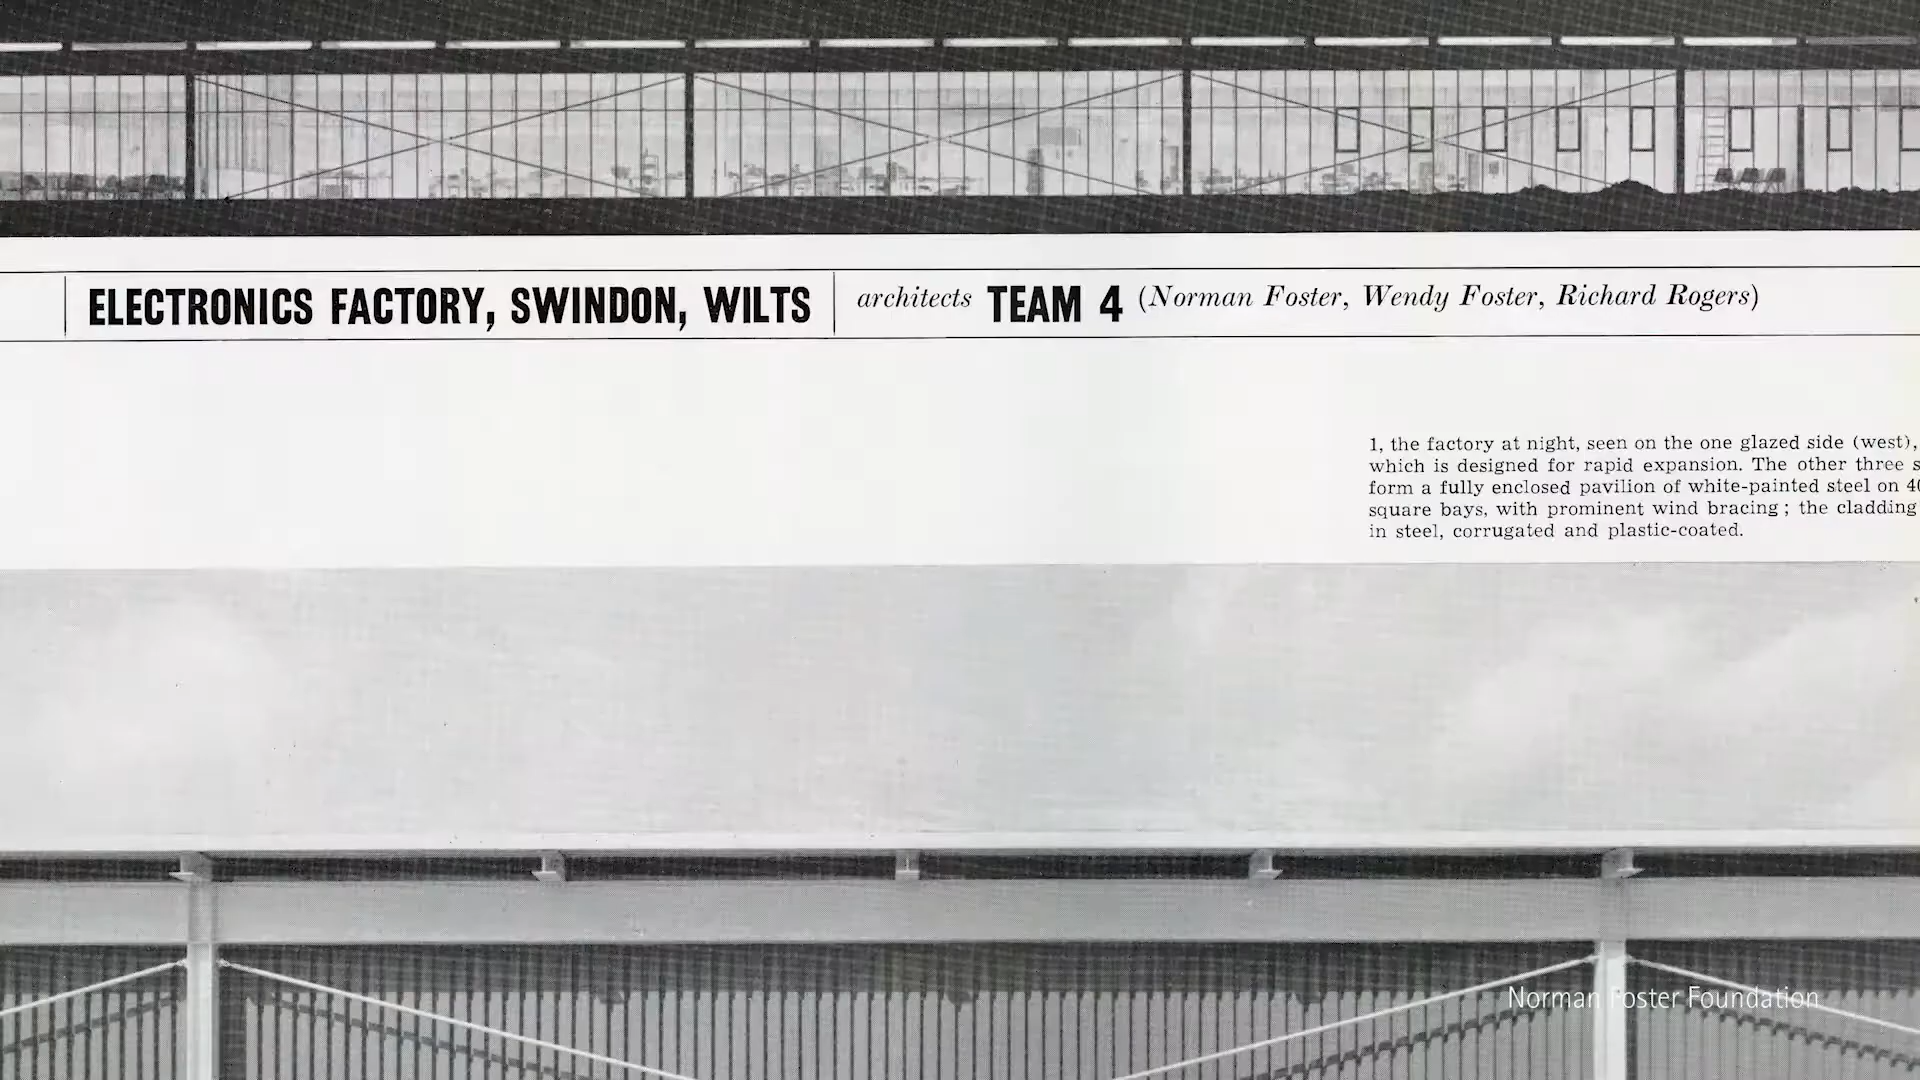 ELECTRONICS FACTORY, SWINDON, WILTS architects TEAM 4 (Norman Foster, Wendy Foster, Richard Rogers)
1, the factory at night, seen on the one glazed side (west),
which is designed for rapid expansion. The other three
form a fully enclosed pavilion of white-painted steel on
square bays, with prominent wind bracing; the cladding
in steel, corrugated and plastic-coated.
Norman Foster Foundation